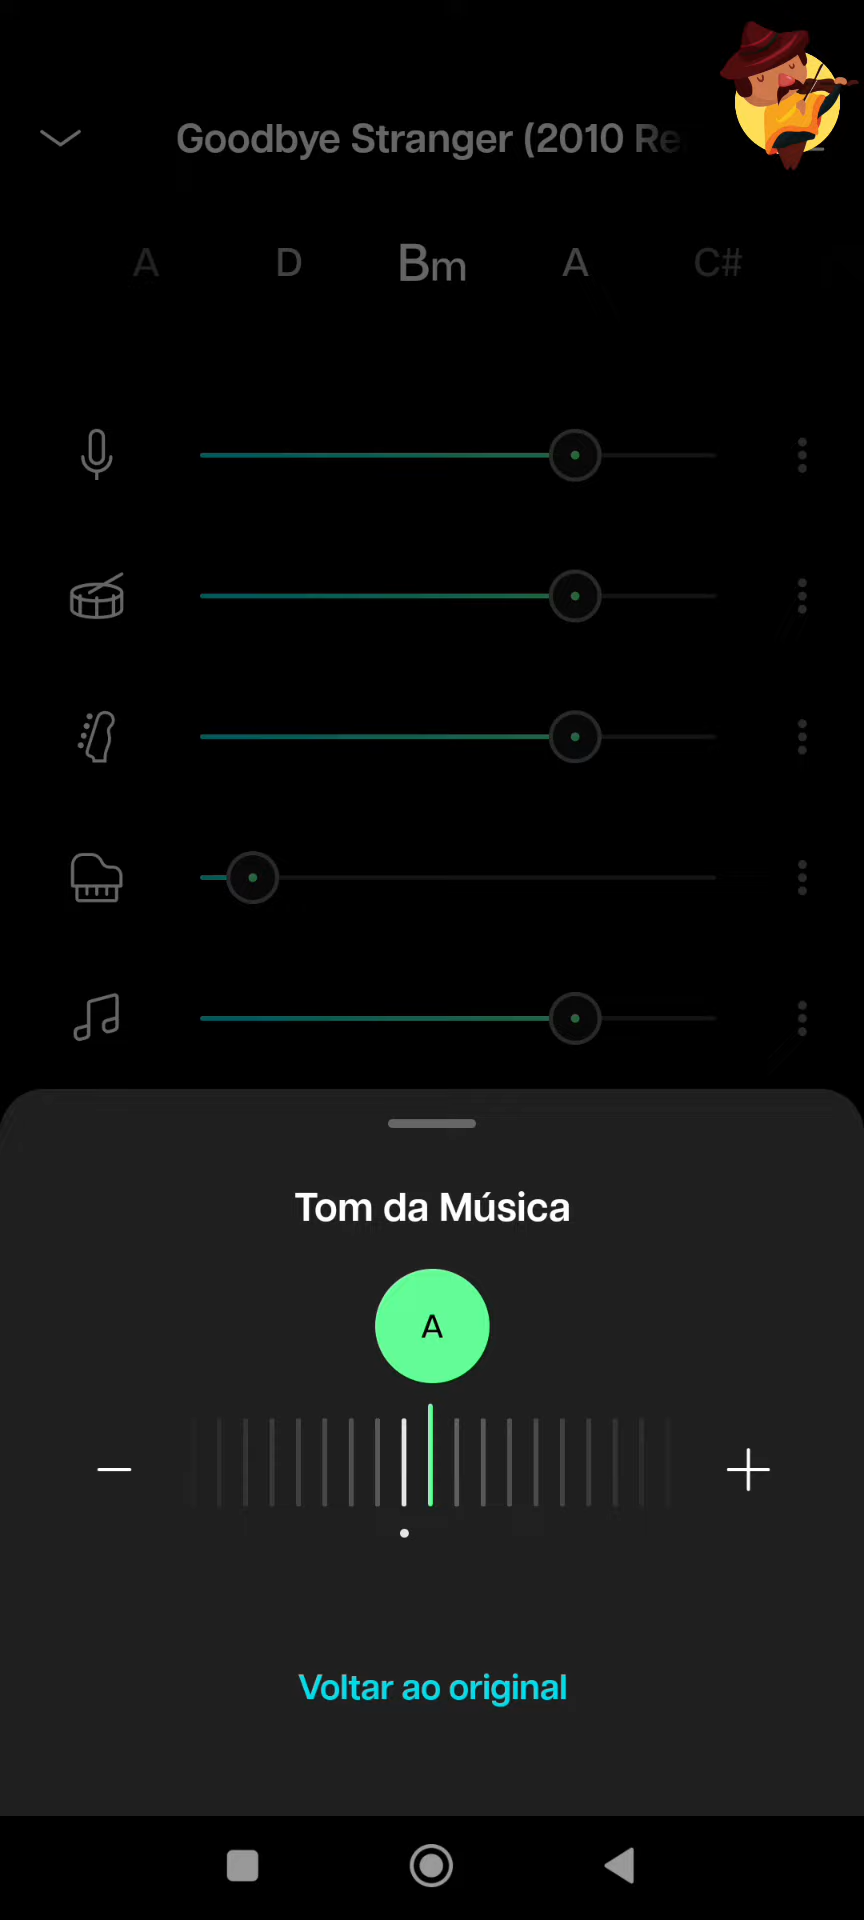 Goodbye Stranger (2010 Re
A D Bm A C#
Tom da Música
A
Voltar ao original